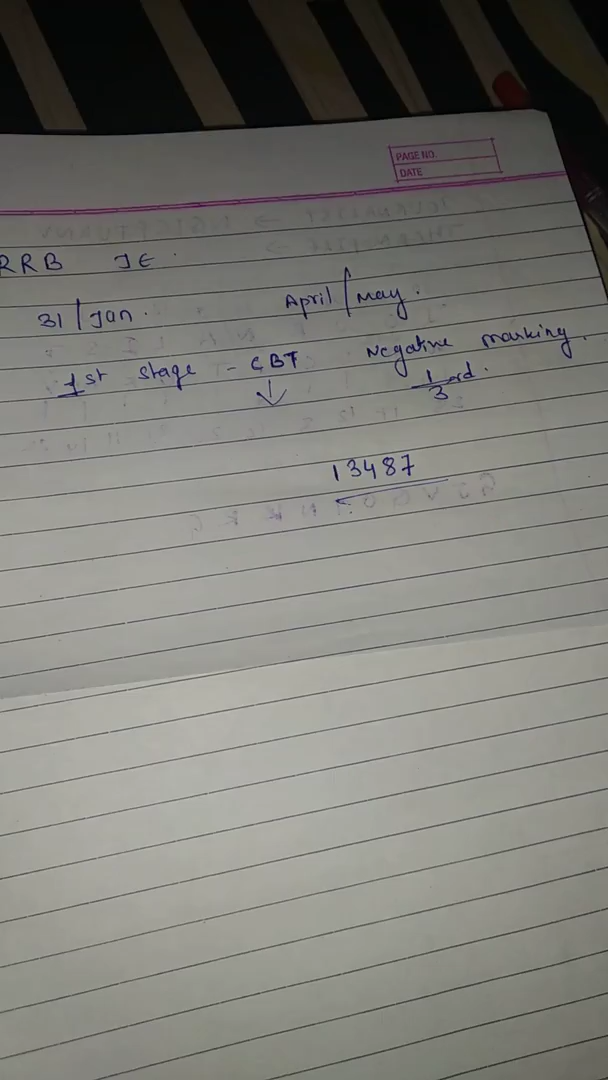 PAGE NO.
DATE
RRB JE.
31/Jan. April/May.
1st stage - CBT Negative marking.
↓ 1/3rd.
13487